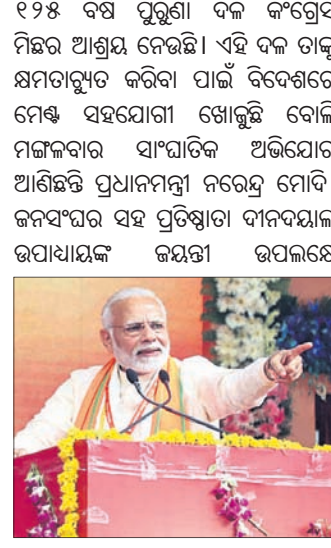 ୧୨୫ ବର୍ଷ ପୁରୁଣା ଦଳ କଂଗ୍ରେସ
ମିଛର ଆଶ୍ରୟ ନେଉଛି। ଏହି ଦଳ ତାଙ୍କୁ
କ୍ଷମତାଚ୍ୟୁତ କରିବା ପାଇଁ ବିଦେଶରେ
ମେଣ୍ଟ ସହଯୋଗୀ ଖୋଜୁଛି ବୋଲି
ମଙ୍ଗଳବାର ସାଂଘାତିକ ଅଭିଯୋଗ
ଆଣିଛନ୍ତି ପ୍ରଧାନମନ୍ତ୍ରୀ ନରେନ୍ଦ୍ର ମୋଦି
ଜନସଂଘର ସହ ପ୍ରତିଷ୍ଠାତା ଦୀନଦୟାଲ
ଉପାଧ୍ୟାୟଙ୍କ ଜୟନ୍ତୀ ଉପଲକ୍ଷେ